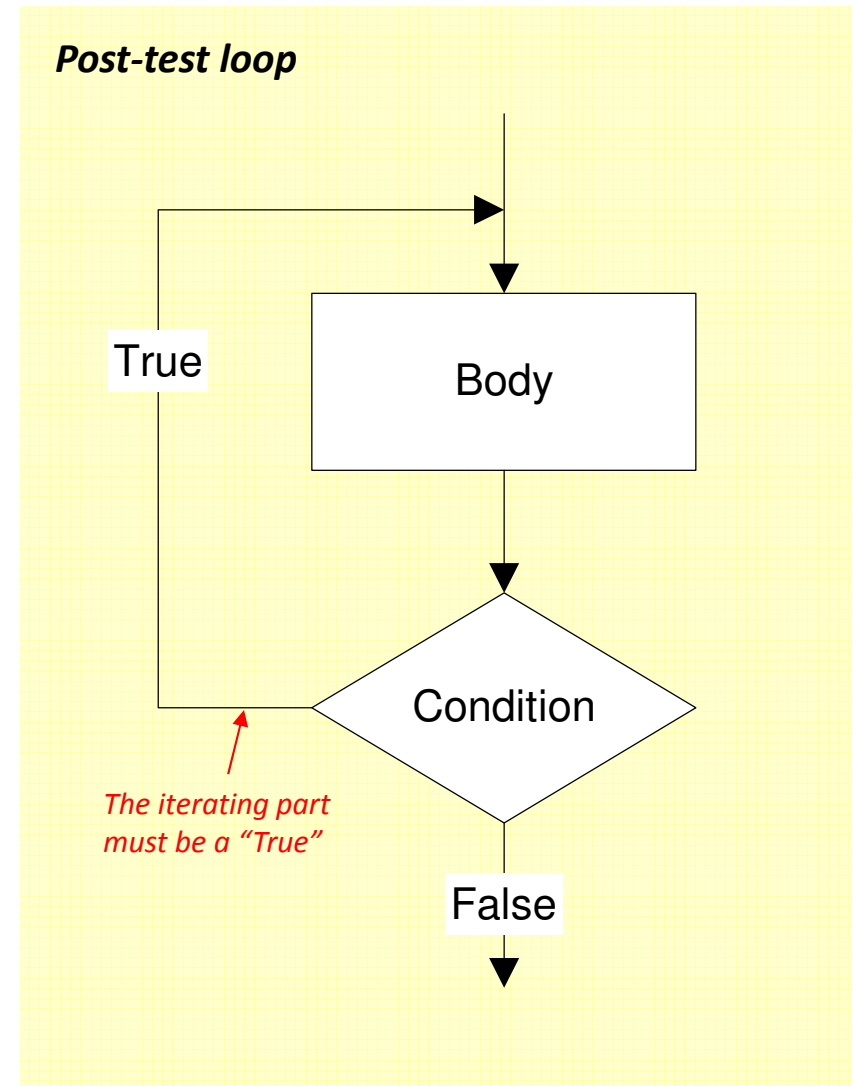 Post-test loop
True
Body
Condition
The iterating part
must be a “True”
False